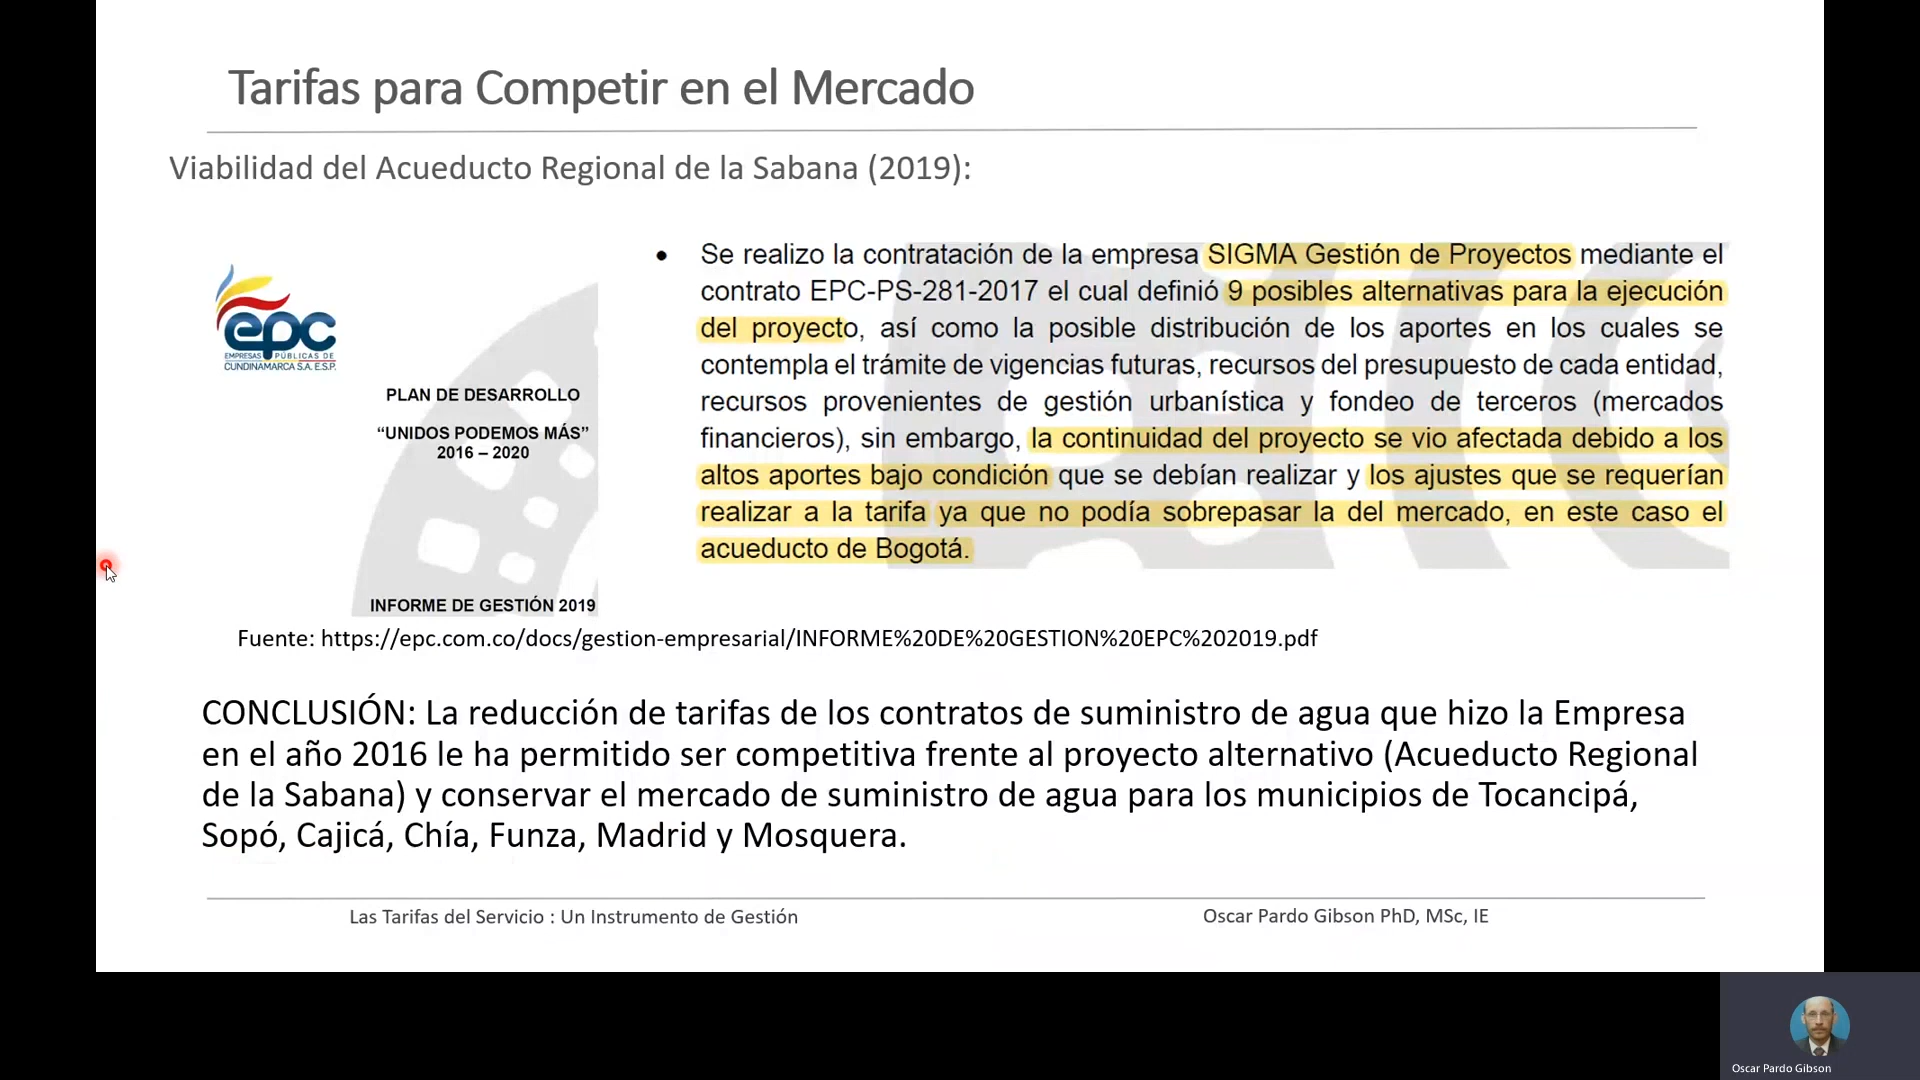 Tarifas para Competir en el Mercado
Viabilidad del Acueducto Regional de la Sabana (2019):
epc
EMPRESAS PÚBLICAS DE
CUNDINAMARCA S.A. E.S.P.
PLAN DE DESARROLLO
“UNIDOS PODEMOS MÁS”
2016 – 2020
INFORME DE GESTIÓN 2019
• Se realizo la contratación de la empresa SIGMA Gestión de Proyectos mediante el
contrato EPC-PS-281-2017 el cual definió 9 posibles alternativas para la ejecución
del proyecto, así como la posible distribución de los aportes en los cuales se
contempla el trámite de vigencias futuras, recursos del presupuesto de cada entidad,
recursos provenientes de gestión urbanística y fondeo de terceros (mercados
financieros), sin embargo, la continuidad del proyecto se vio afectada debido a los
altos aportes bajo condición que se debían realizar y los ajustes que se requerían
realizar a la tarifa ya que no podía sobrepasar la del mercado, en este caso el
acueducto de Bogotá.
Fuente: https://epc.com.co/docs/gestion-empresarial/INFORME%20DE%20GESTION%20EPC%202019.pdf
CONCLUSIÓN: La reducción de tarifas de los contratos de suministro de agua que hizo la Empresa
en el año 2016 le ha permitido ser competitiva frente al proyecto alternativo (Acueducto Regional
de la Sabana) y conservar el mercado de suministro de agua para los municipios de Tocancipá,
Sopó, Cajicá, Chía, Funza, Madrid y Mosquera.
Las Tarifas del Servicio : Un Instrumento de Gestión
Oscar Pardo Gibson PhD, MSc, IE
Oscar Pardo Gibson